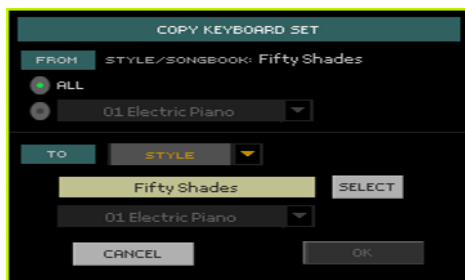 COPY KEYBOARD SET
FROM STYLE/SONGBOOK: Fifty Shades
ALL
01 Electric Piano
TO STYLE
Fifty Shades SELECT
01 Electric Piano
CANCEL OK